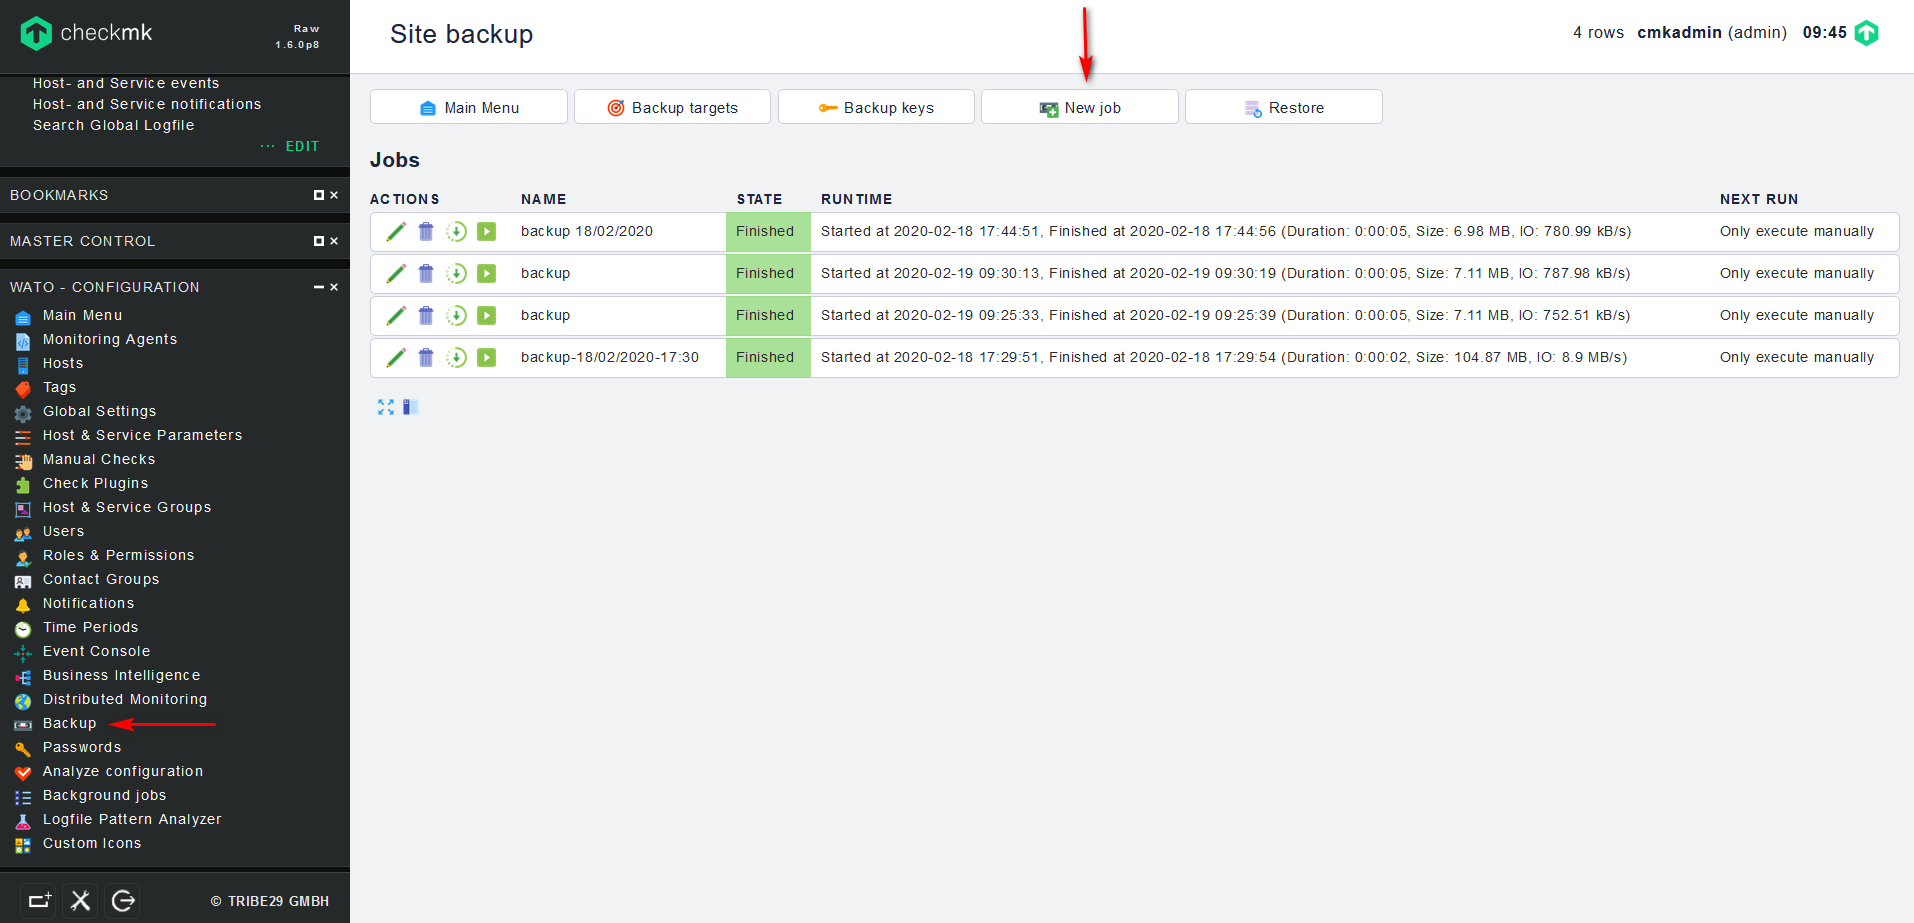 checkmk
Raw
1.6.0p8
Host- and Service events
Host- and Service notifications
Search Global Logfile
··· EDIT
BOOKMARKS
MASTER CONTROL
WATO - CONFIGURATION
Main Menu
Monitoring Agents
Hosts
Tags
Global Settings
Host & Service Parameters
Manual Checks
Check Plugins
Host & Service Groups
Users
Roles & Permissions
Contact Groups
Notifications
Time Periods
Event Console
Business Intelligence
Distributed Monitoring
Backup
Passwords
Analyze configuration
Background jobs
Logfile Pattern Analyzer
Custom Icons
© TRIBE29 GMBH
Site backup
4 rows cmkadmin (admin) 09:45
Main Menu Backup targets Backup keys New job Restore
Jobs
ACTIONS NAME STATE RUNTIME NEXT RUN
backup 18/02/2020 Finished Started at 2020-02-18 17:44:51, Finished at 2020-02-18 17:44:56 (Duration: 0:00:05, Size: 6.98 MB, IO: 780.99 kB/s) Only execute manually
backup Finished Started at 2020-02-19 09:30:13, Finished at 2020-02-19 09:30:19 (Duration: 0:00:05, Size: 7.11 MB, IO: 787.98 kB/s) Only execute manually
backup Finished Started at 2020-02-19 09:25:33, Finished at 2020-02-19 09:25:39 (Duration: 0:00:05, Size: 7.11 MB, IO: 752.51 kB/s) Only execute manually
backup-18/02/2020-17:30 Finished Started at 2020-02-18 17:29:51, Finished at 2020-02-18 17:29:54 (Duration: 0:00:02, Size: 104.87 MB, IO: 8.9 MB/s) Only execute manually